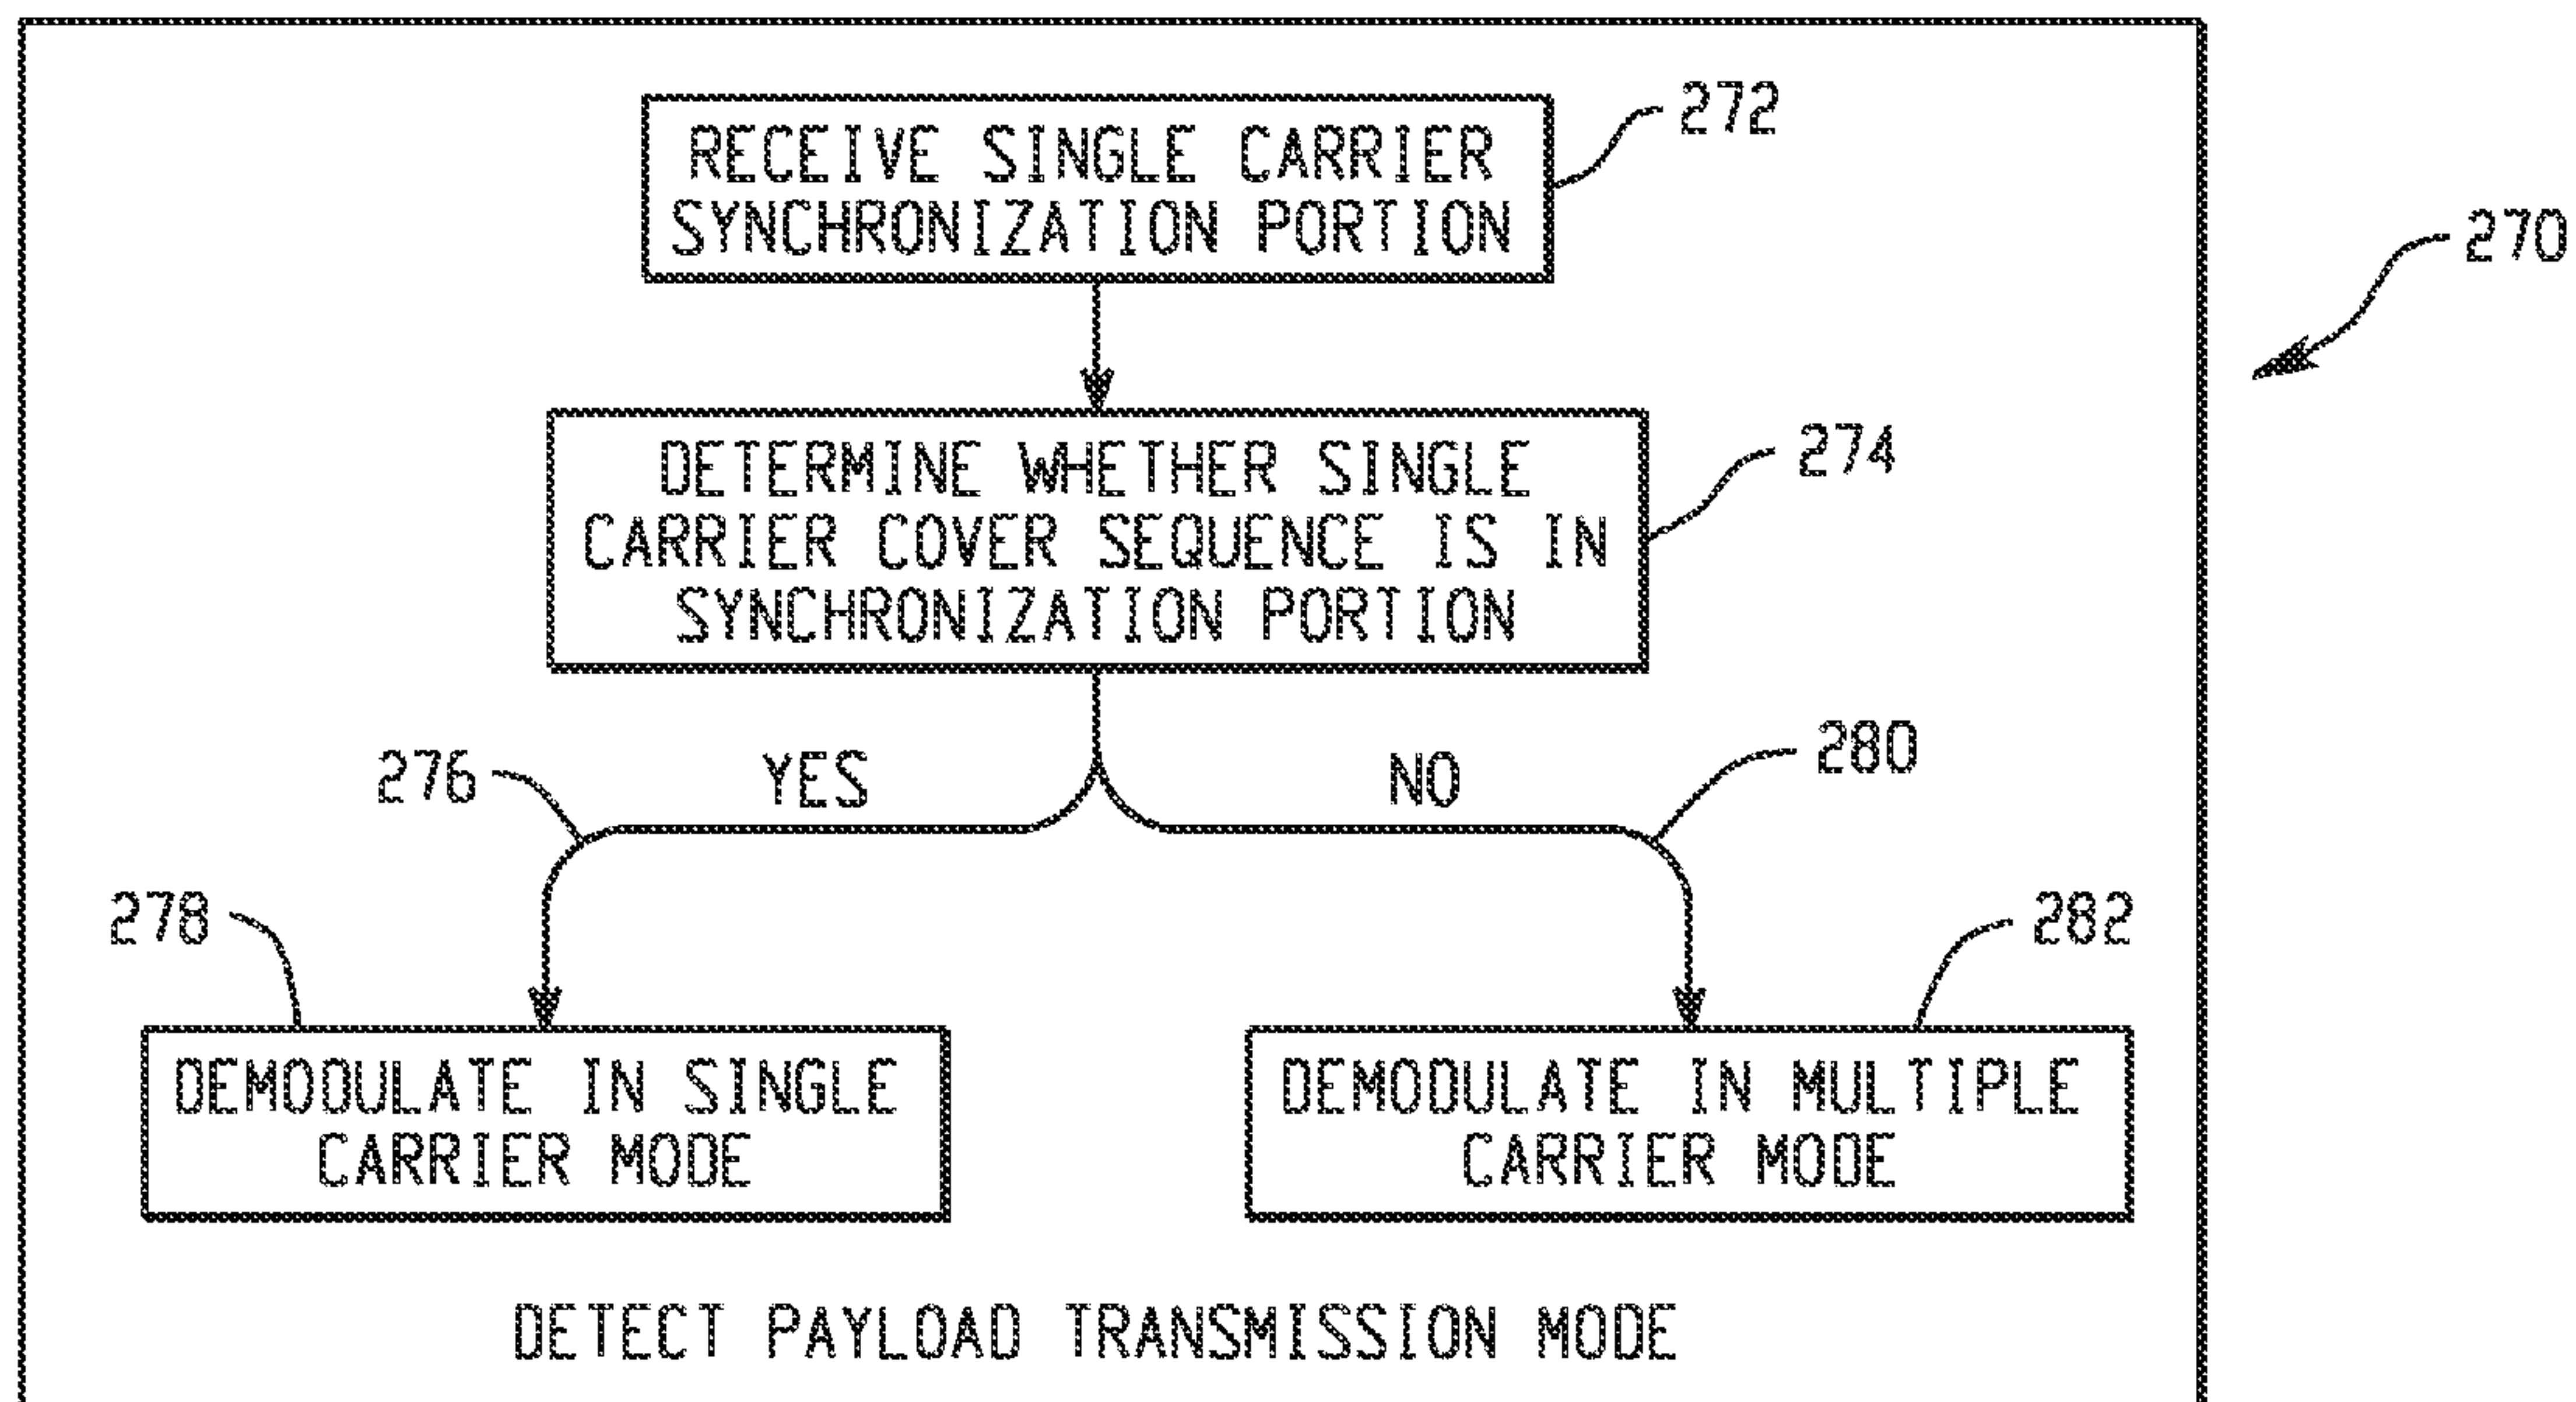 RECEIVE SINGLE CARRIER
SYNCHRONIZATION PORTION
272
270
DETERMINE WHETHER SINGLE
CARRIER COVER SEQUENCE IS IN
SYNCHRONIZATION PORTION
274
276
YES
NO
280
278
282
DEMODULATE IN SINGLE
CARRIER MODE
DEMODULATE IN MULTIPLE
CARRIER MODE
DETECT PAYLOAD TRANSMISSION MODE